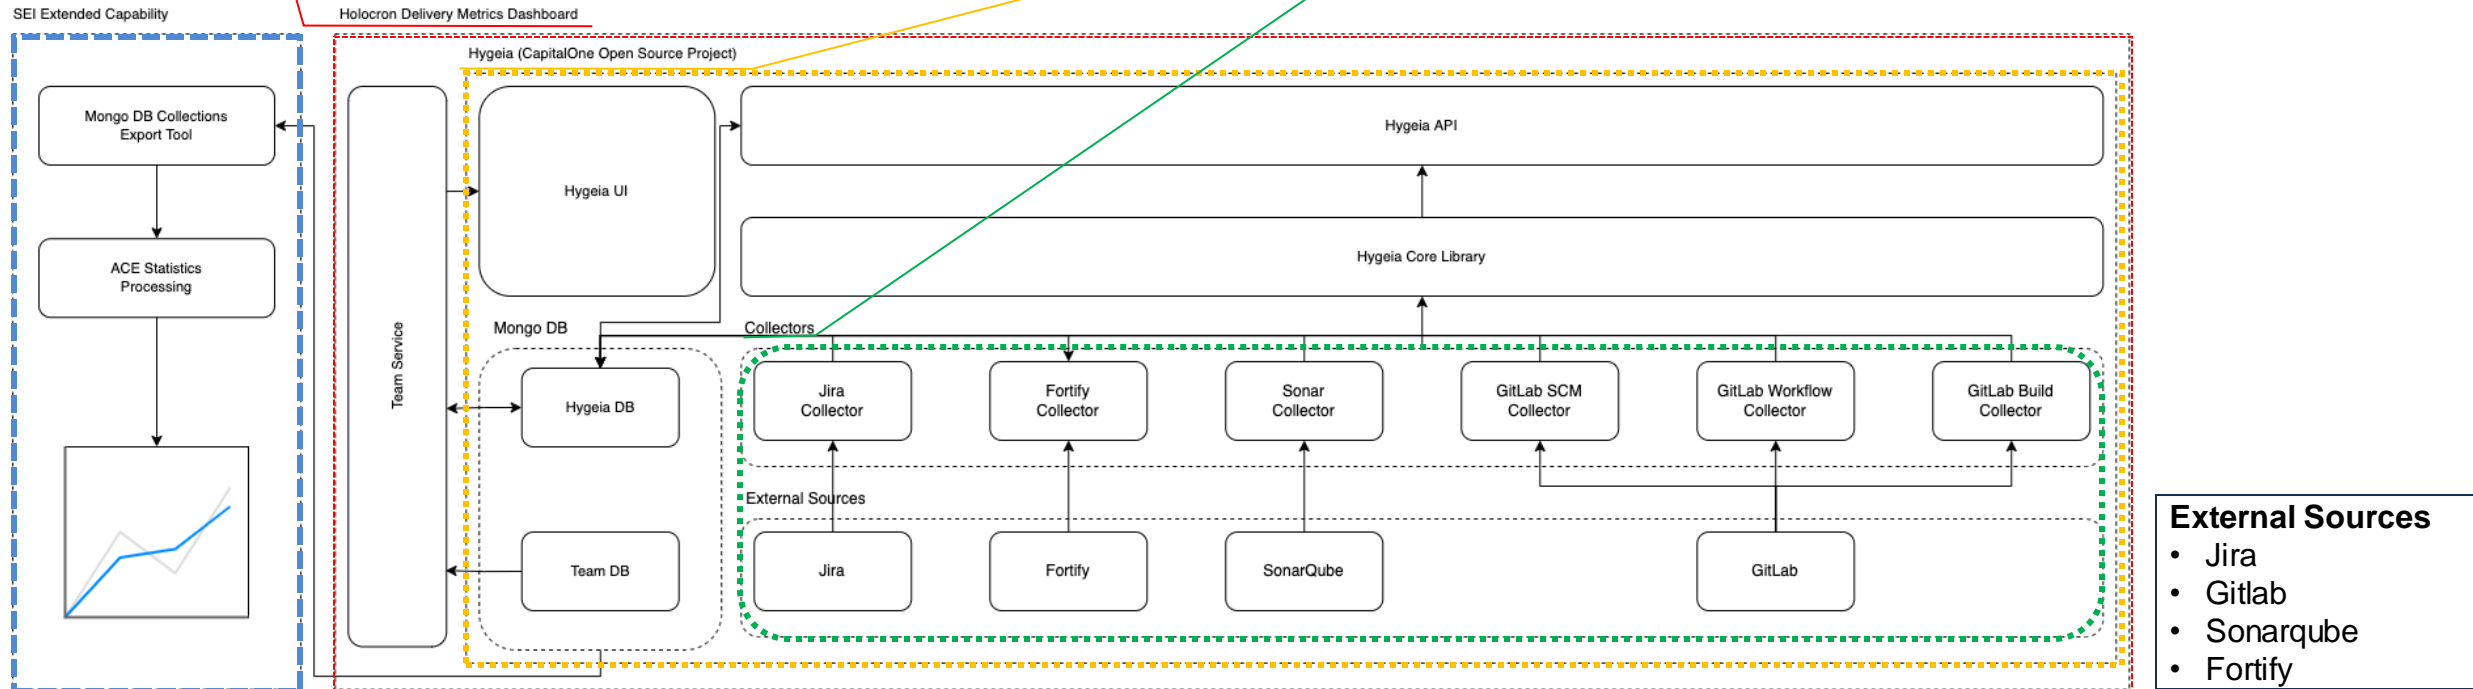 SEI Extended Capability
Holocron Delivery Metrics Dashboard
Hygeia (CapitalOne Open Source Project)
Mongo DB Collections
Export Tool
ACE Statistics
Processing
Team Service
Hygeia UI
Hygeia API
Hygeia Core Library
Mongo DB
Collectors
Hygeia DB
Jira
Collector
Fortify
Collector
Sonar
Collector
GitLab SCM
Collector
GitLab Workflow
Collector
GitLab Build
Collector
External Sources
Team DB
Jira
Fortify
SonarQube
GitLab
External Sources
• Jira
• Gitlab
• Sonarqube
• Fortify